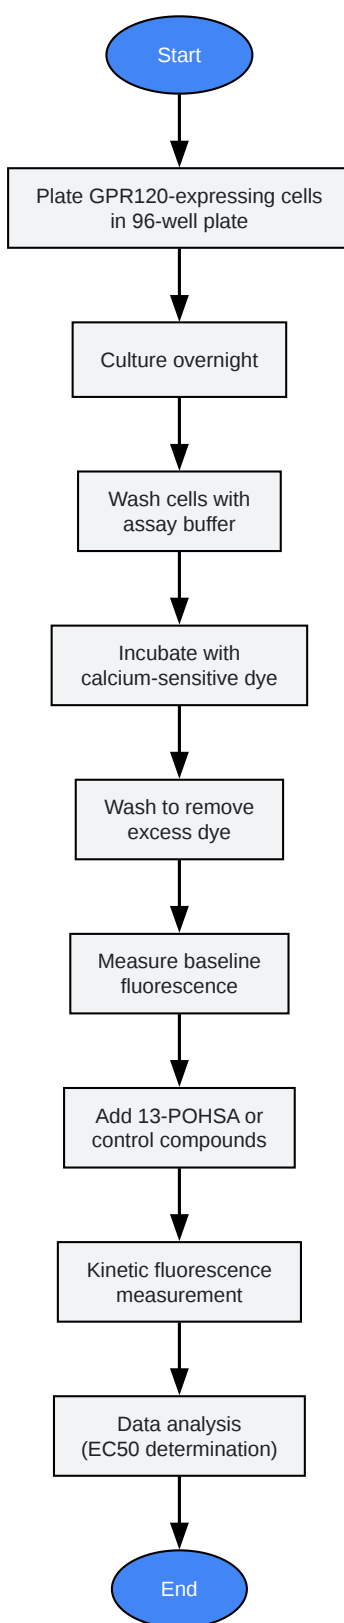 Start
Plate GPR120-expressing cells
in 96-well plate
Culture overnight
Wash cells with
assay buffer
Incubate with
calcium-sensitive dye
Wash to remove
excess dye
Measure baseline
fluorescence
Add 13-POHSA or
control compounds
Kinetic fluorescence
measurement
Data analysis
(EC50 determination)
End